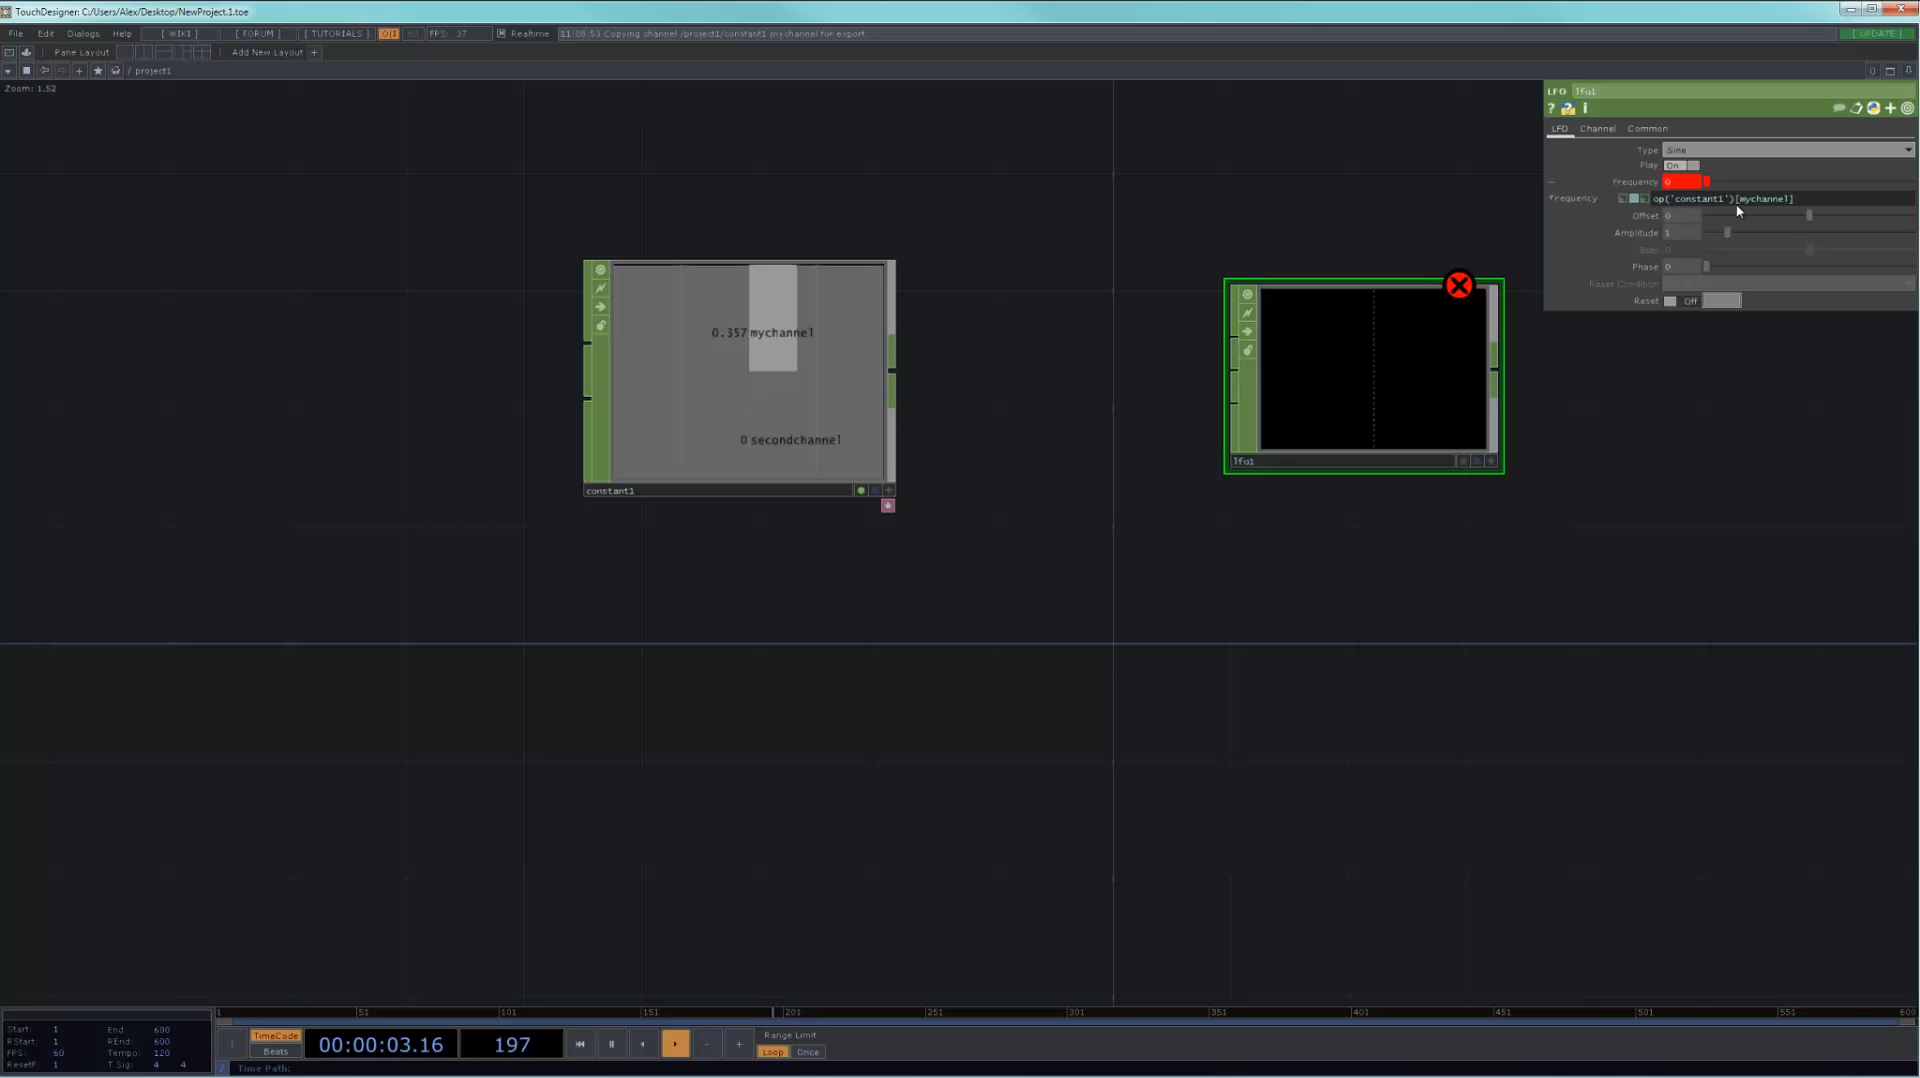 TouchDesigner: C:/Users/Alex/Desktop/NewProject.1.toe
File Edit Dialogs Help [ WIKI ] [ FORUM ] [ TUTORIALS ] O|I FPS: 37 Realtime 11:08:53 Copying channel /project1/constant1 mychannel for export. [ UPDATE ]
Pane Layout Add New Layout +
/ project1
Zoom: 1.52
LFO lfo1
? i
LFO Channel Common
Type Sine
Play On
Frequency 0
frequency op('constant1')[mychannel]
Offset 0
Amplitude 1
Bias 0
Phase 0
Reset Condition
Reset Off
0.357 mychannel
0 secondchannel
constant1
lfo1
1 51 101 151 201 251 301 351 401 451 501 551 600
Start: 1 End: 600
RStart: 1 REnd: 600
FPS: 60 Tempo: 120
ResetF: 1 T Sig: 4 4
TimeCode
Beats
00:00:03.16
197
Range Limit
Loop Once
/ Time Path: